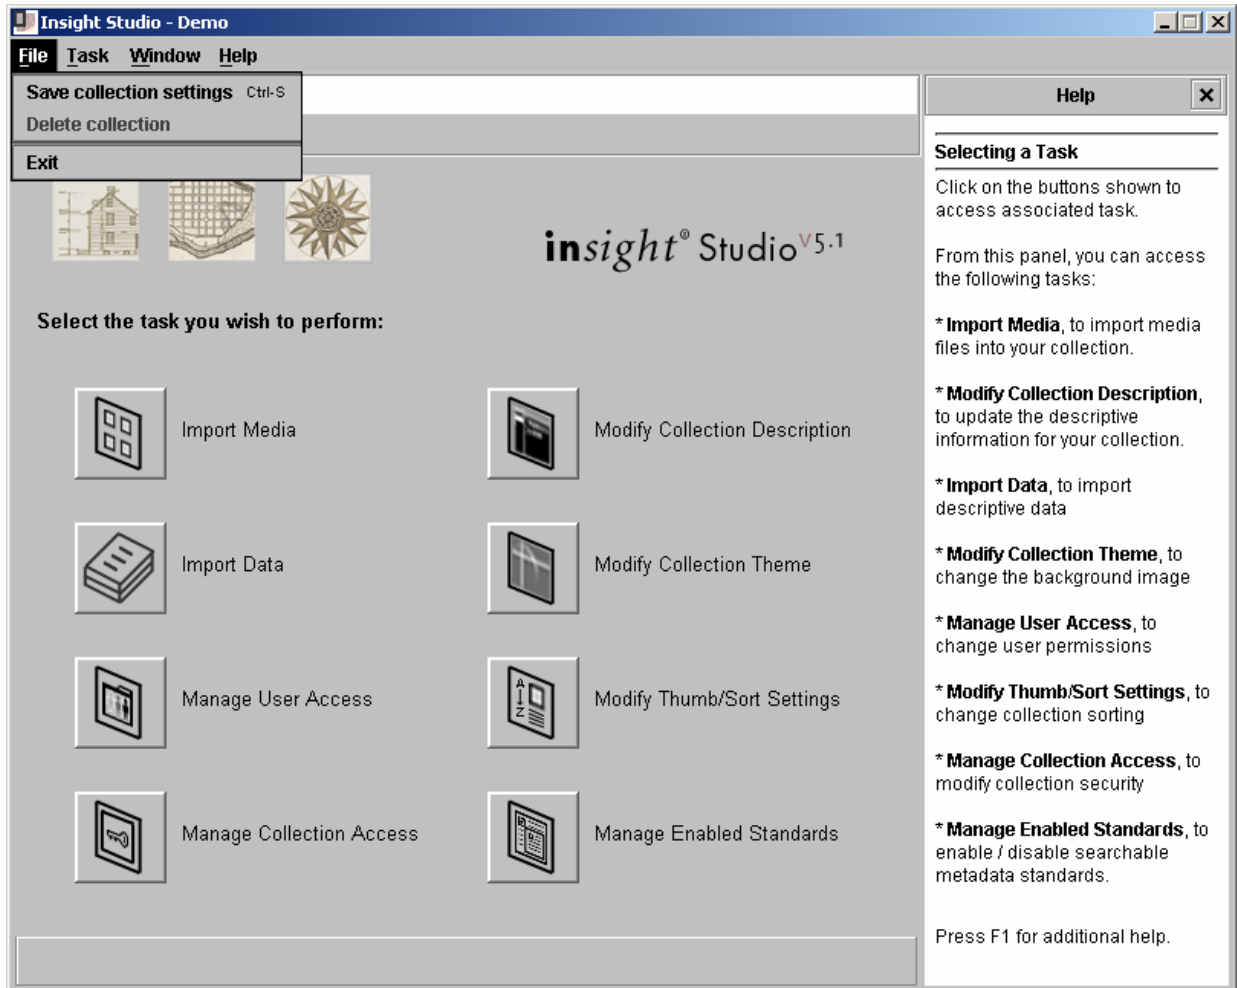 Insight Studio - Demo
File Task Window Help
Save collection settings Ctrl-S
Delete collection
Exit
insight® Studio V5.1
Select the task you wish to perform:
Import Media
Modify Collection Description
Import Data
Modify Collection Theme
Manage User Access
Modify Thumb/Sort Settings
Manage Collection Access
Manage Enabled Standards
Help
Selecting a Task
Click on the buttons shown to
access associated task.
From this panel, you can access
the following tasks:
* Import Media, to import media
files into your collection.
* Modify Collection Description,
to update the descriptive
information for your collection.
* Import Data, to import
descriptive data
* Modify Collection Theme, to
change the background image
* Manage User Access, to
change user permissions
* Modify Thumb/Sort Settings, to
change collection sorting
* Manage Collection Access, to
modify collection security
* Manage Enabled Standards, to
enable / disable searchable
metadata standards.
Press F1 for additional help.